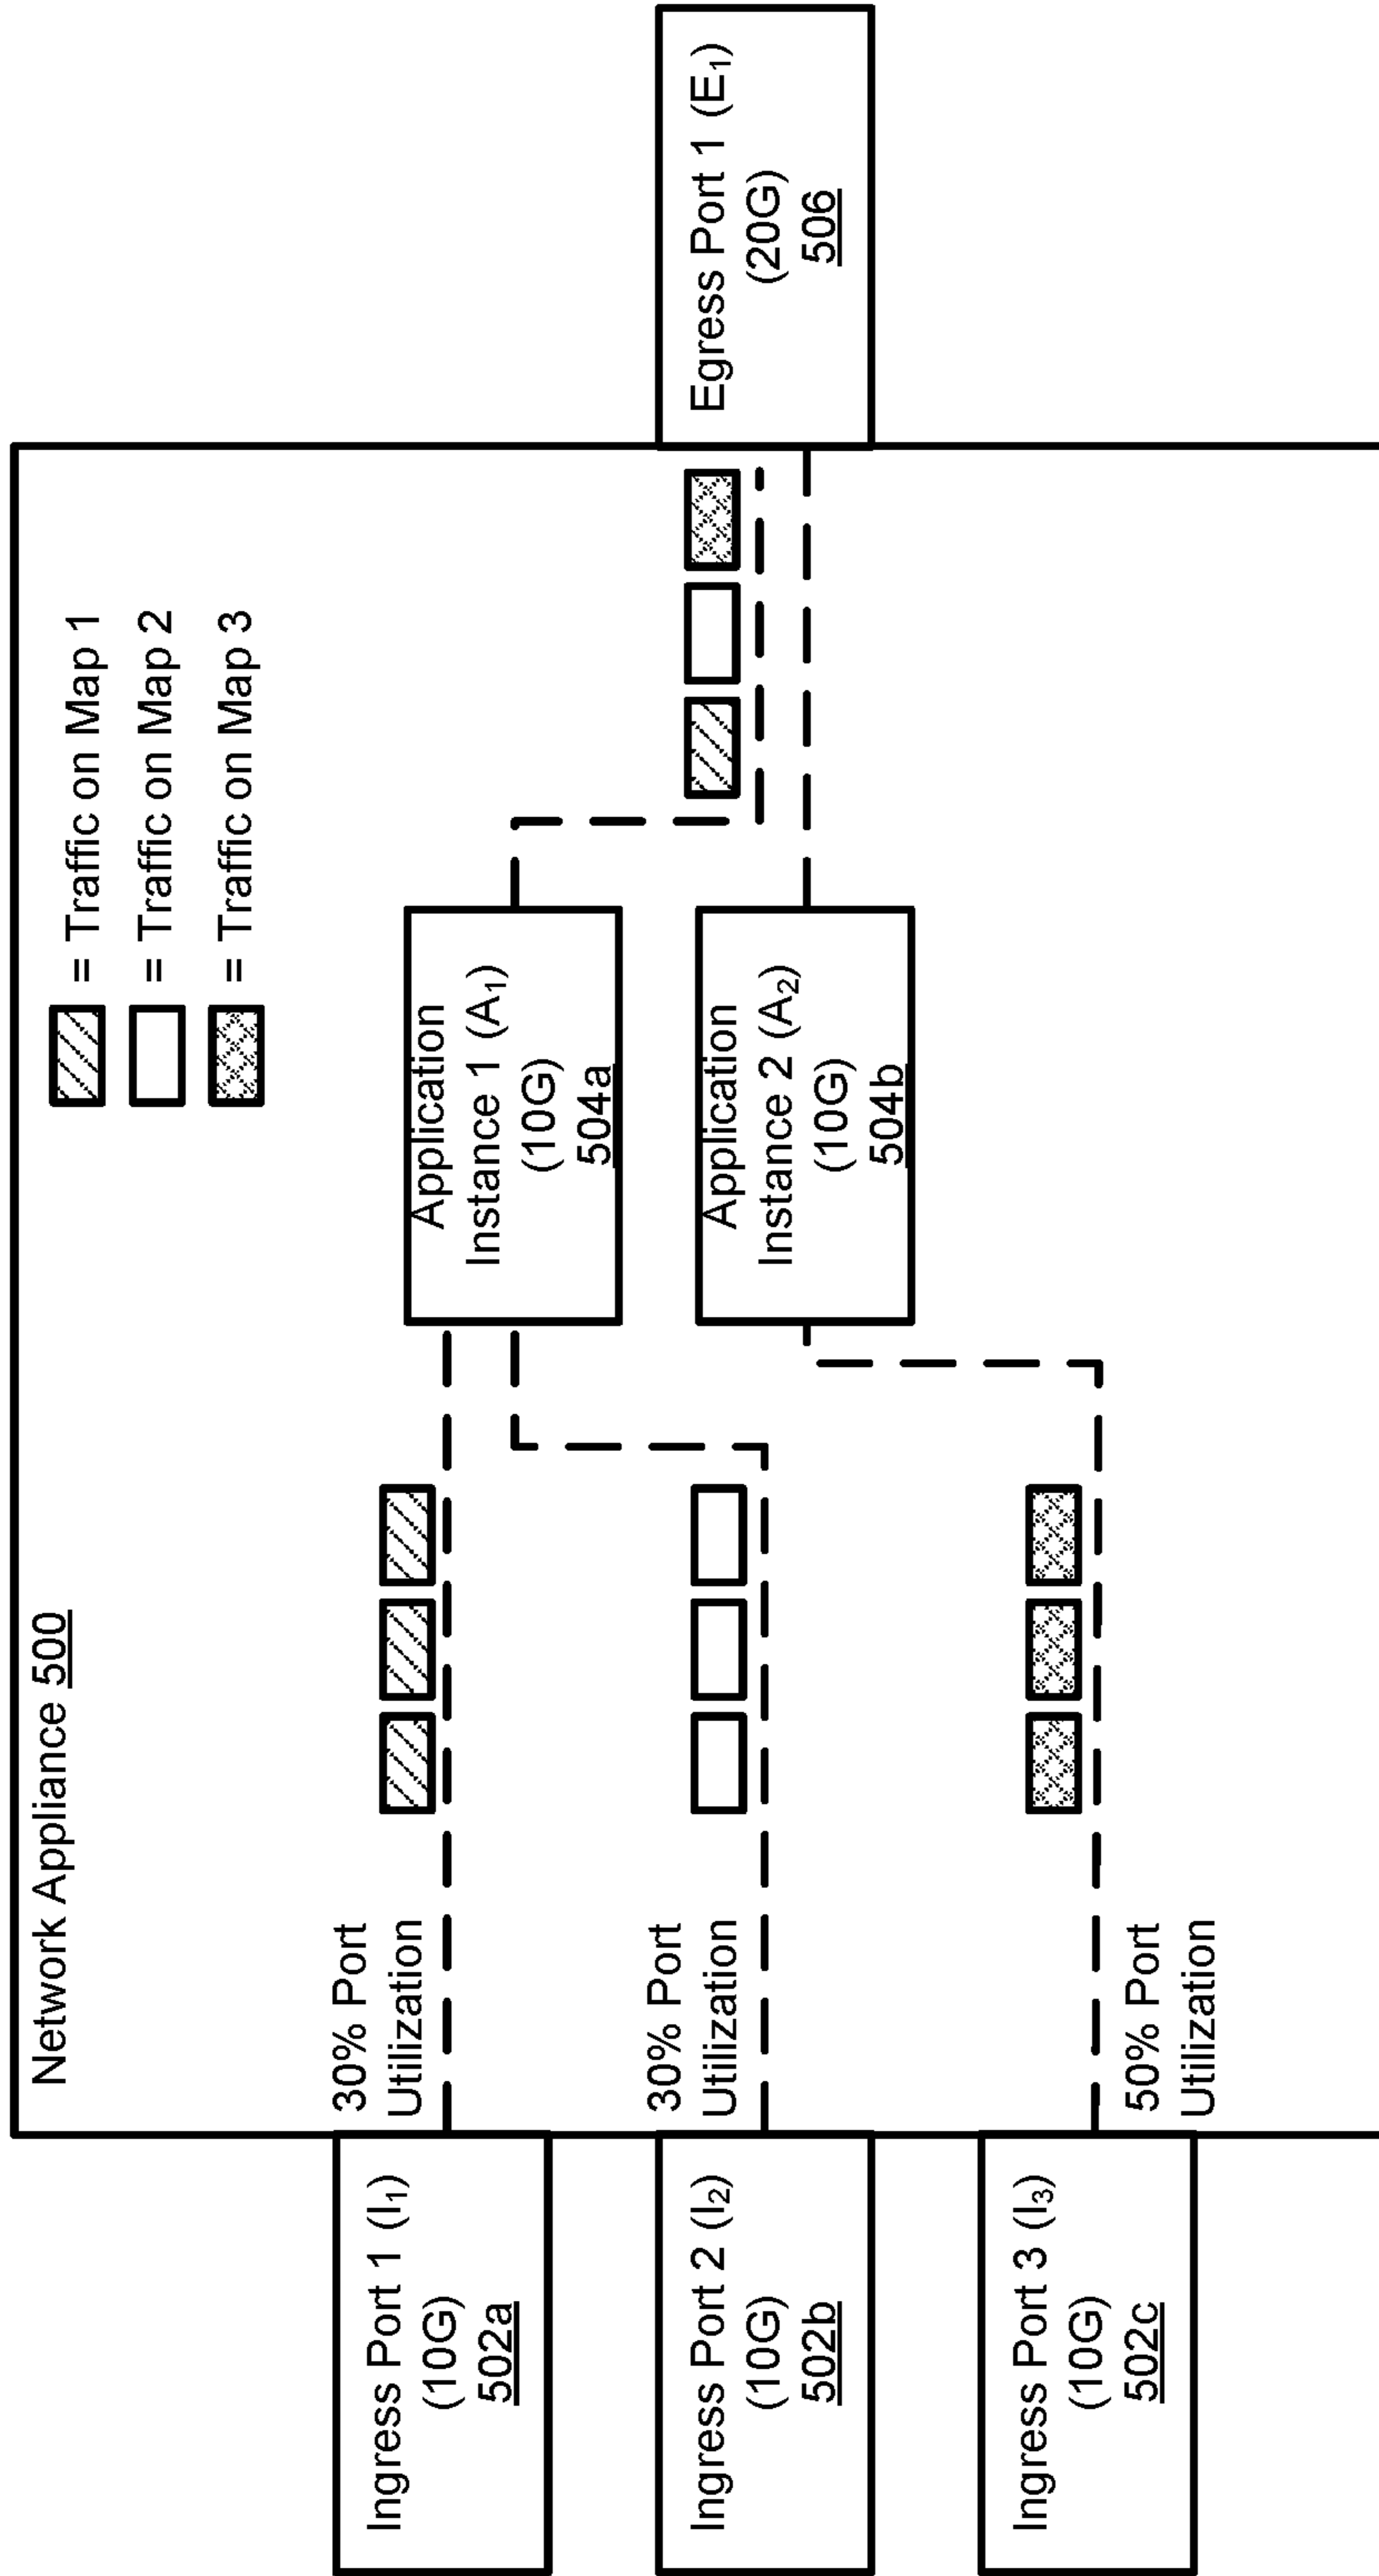 Network Appliance 500
= Traffic on Map 1
= Traffic on Map 2
= Traffic on Map 3
Ingress Port 1 (I₁)
(10G)
502a
30% Port
Utilization
Ingress Port 2 (I₂)
(10G)
502b
30% Port
Utilization
Ingress Port 3 (I₃)
(10G)
502c
50% Port
Utilization
Application
Instance 1 (A₁)
(10G)
504a
Application
Instance 2 (A₂)
(10G)
504b
Egress Port 1 (E₁)
(20G)
506